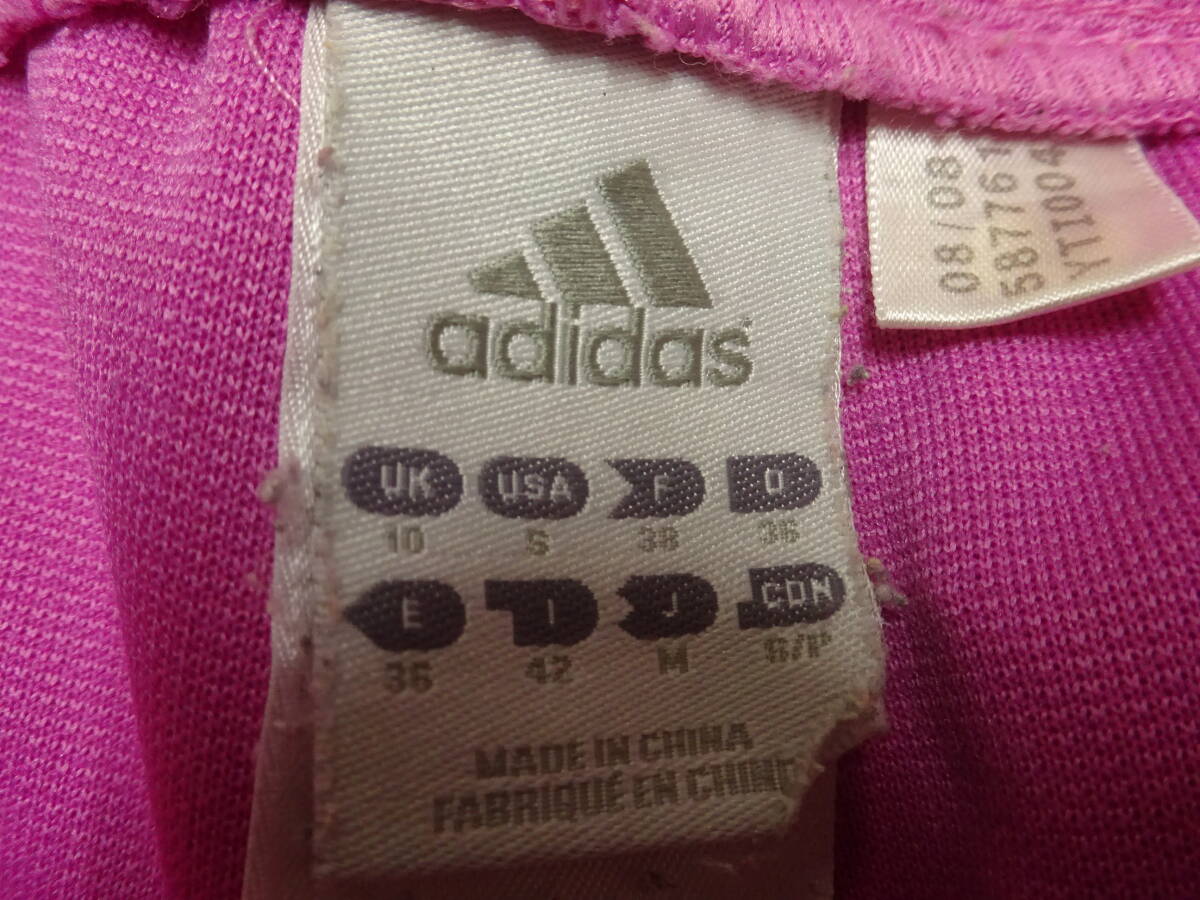 adidas
UK USA F D
10 S 38 36
E I J CDN
36 42 M S/P
MADE IN CHINA
FABRIQUÉ EN CHINE
08/08
587761
YTI004